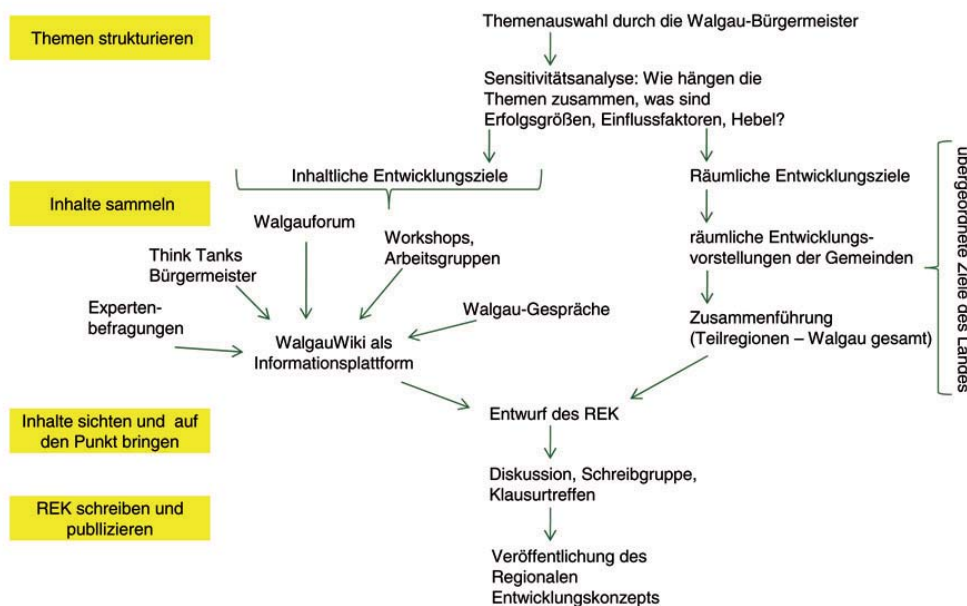 Themen strukturieren
Themenauswahl durch die Walgau-Bürgermeister
Sensitivitätsanalyse: Wie hängen die
Themen zusammen, was sind
Erfolgsgrößen, Einflussfaktoren, Hebel?
Inhalte sammeln
Inhaltliche Entwicklungsziele
Walgauforum
Workshops,
Arbeitsgruppen
Think Tanks
Bürgermeister
Experten-
befragungen
Walgau-Gespräche
WalgauWiki als
Informationsplattform
Räumliche Entwicklungsziele
räumliche Entwicklungs-
vorstellungen der Gemeinden
Zusammenführung
(Teilregionen – Walgau gesamt)
übergeordnete Ziele des Landes
Inhalte sichten und auf
den Punkt bringen
Entwurf des REK
Diskussion, Schreibgruppe,
Klausurtreffen
REK schreiben und
publlizieren
Veröffentlichung des
Regionalen
Entwicklungskonzepts